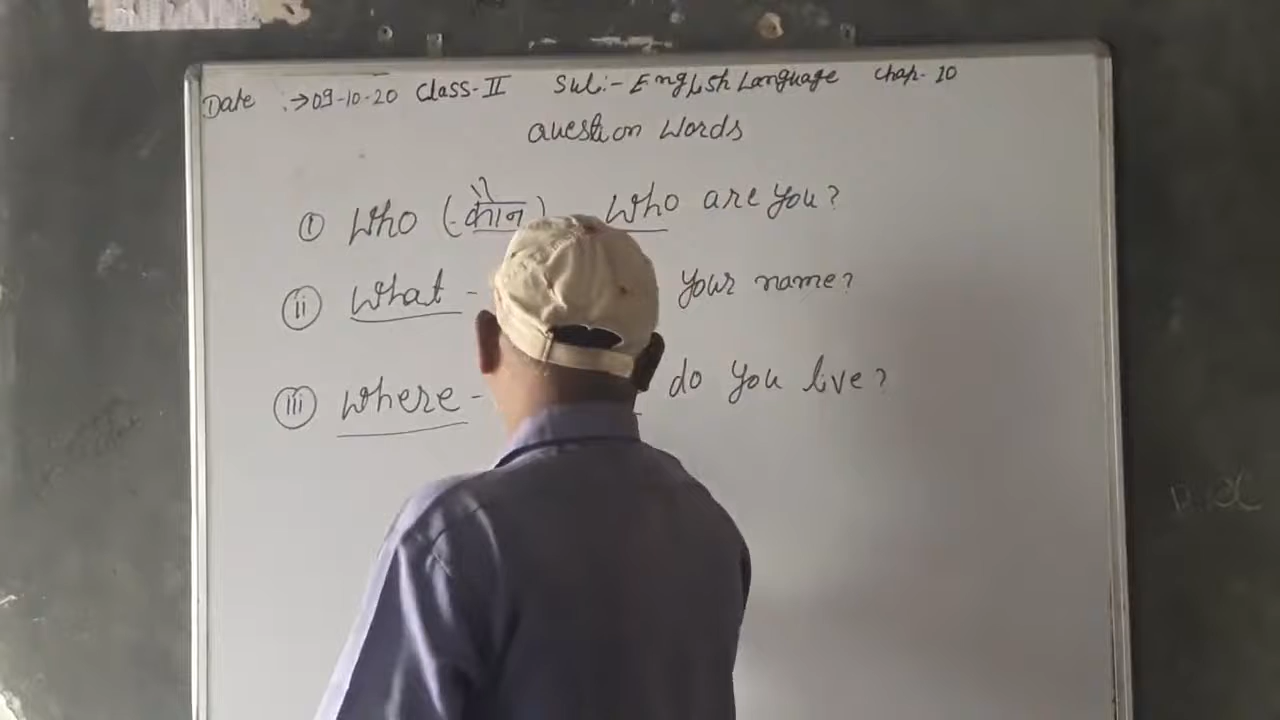 Date :→09-10-20 Class-II Sub:- English Language Chap-10
Question Words
(i) Who (कौन) Who are you?
(ii) What - your name?
(iii) Where - do you live?